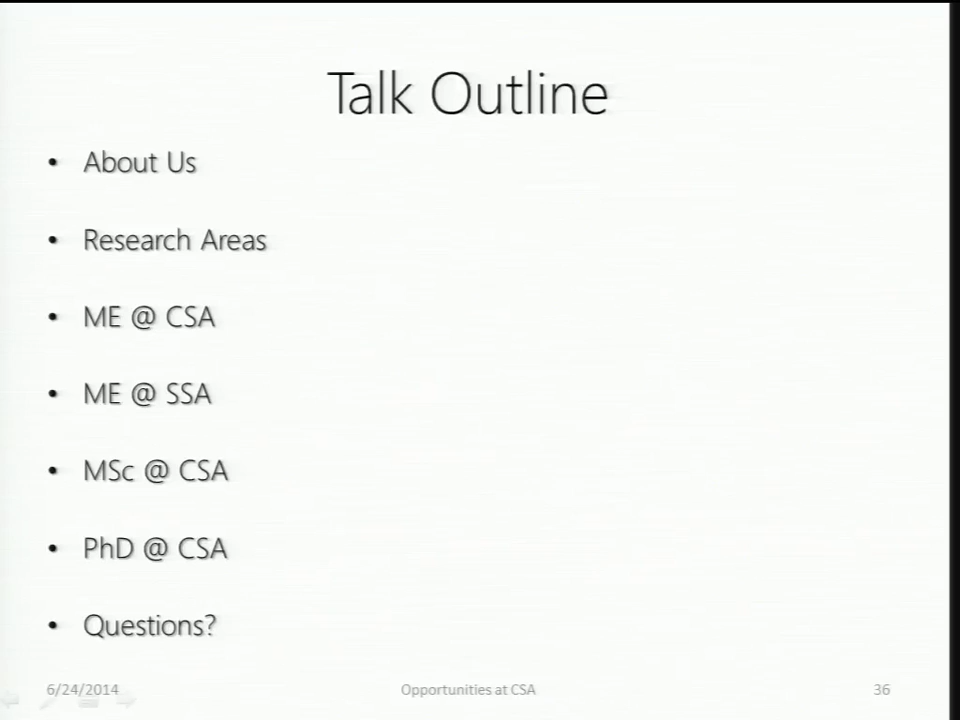 Talk Outline
• About Us
• Research Areas
• ME @ CSA
• ME @ SSA
• MSc @ CSA
• PhD @ CSA
• Questions?
6/24/2014 Opportunities at CSA 36